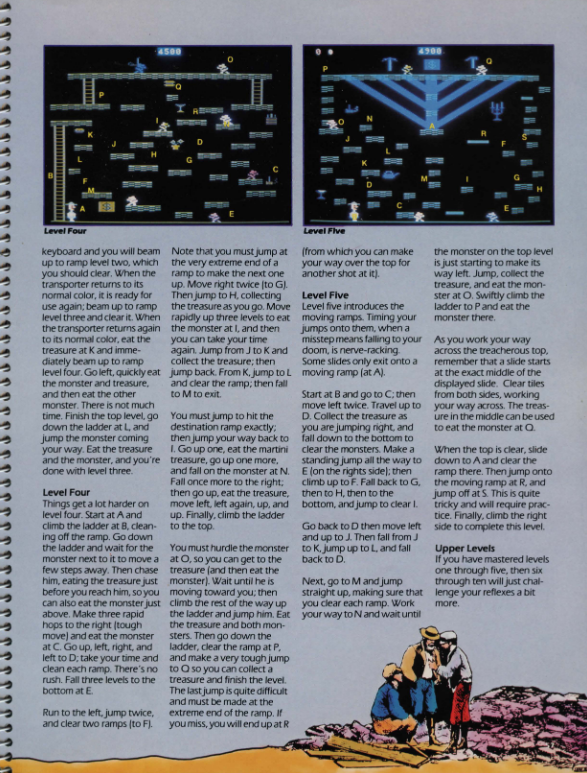 4500
O
P
Q
R
I
K
J
D
G
L
H
B
F
C
M
A
E
Level Four
4900
P
Q
O
N
A
J
R
S
L
F
K
D
M
I
G
H
B
C
E
Level Five
keyboard and you will beam
up to ramp level two, which
you should clear. When the
transporter returns to its
normal color, it is ready for
use again; beam up to ramp
level three and clear it. When
the transporter returns again
to its normal color, eat the
treasure at K and imme-
diately beam up to ramp
level four. Go left, quickly eat
the monster and treasure,
and then eat the other
monster. There is not much
time. Finish the top level, go
down the ladder at L, and
jump the monster coming
your way. Eat the treasure
and the monster, and you're
done with level three.
Level Four
Things get a lot harder on
level four. Start at A and
climb the ladder at B, clean-
ing off the ramp. Go down
the ladder and wait for the
monster next to it to move a
few steps away. Then chase
him, eating the treasure just
before you reach him, so you
can also eat the monster just
above. Make three rapid
hops to the right (tough
move) and eat the monster
at C. Go up, left, right, and
left to D; take your time and
clean each ramp. There's no
rush. Fall three levels to the
bottom at E.
Run to the left, jump twice,
and clear two ramps (to F).
Note that you must jump at
the very extreme end of a
ramp to make the next one
up. Move right twice (to G).
Then jump to H, collecting
the treasure as you go. Move
rapidly up three levels to eat
the monster at I, and then
you can take your time
again. Jump from J to K and
collect the treasure; then
jump back. From K, jump to L
and clear the ramp; then fall
to M to exit.
You must jump to hit the
destination ramp exactly;
then jump your way back to
I. Go up one, eat the martini
treasure, go up one more,
and fall on the monster at N.
Fall once more to the right;
then go up, eat the treasure,
move left, left again, up, and
up. Finally, climb the ladder
to the top.
You must hurdle the monster
at O, so you can get to the
treasure (and then eat the
monster). Wait until he is
moving toward you; then
climb the rest of the way up
the ladder and jump him. Eat
the treasure and both mon-
sters. Then go down the
ladder, clear the ramp at P,
and make a very tough jump
to Q so you can collect a
treasure and finish the level.
The last jump is quite difficult
and must be made at the
extreme end of the ramp. If
you miss, you will end up at R
(from which you can make
your way over the top for
another shot at it).
Level Five
Level five introduces the
moving ramps. Timing your
jumps onto them, when a
misstep means falling to your
doom, is nerve-racking.
Some slides only exit onto a
moving ramp (at A).
Start at B and go to C; then
move left twice. Travel up to
D. Collect the treasure as
you are jumping right, and
fall down to the bottom to
clear the monsters. Make a
standing jump all the way to
E (on the rights side); then
climb up to F. Fall back to G,
then to H, then to the
bottom, and jump to clear I.
Go back to D then move left
and up to J. Then fall from J
to K, jump up to L, and fall
back to D.
Next, go to M and jump
straight up, making sure that
you clear each ramp. Work
your way to N and wait until
the monster on the top level
is just starting to make its
way left. Jump, collect the
treasure, and eat the mon-
ster at O. Swiftly climb the
ladder to P and eat the
monster there.
As you work your way
across the treacherous top,
remember that a slide starts
at the exact middle of the
displayed slide. Clear tiles
from both sides, working
your way across. The treas-
ure in the middle can be used
to eat the monster at Q.
When the top is clear, slide
down to A and clear the
ramp there. Then jump onto
the moving ramp at R, and
jump off at S. This is quite
tricky and will require prac-
tice. Finally, climb the right
side to complete this level.
Upper Levels
If you have mastered levels
one through five, then six
through ten will just chal-
lenge your reflexes a bit
more.